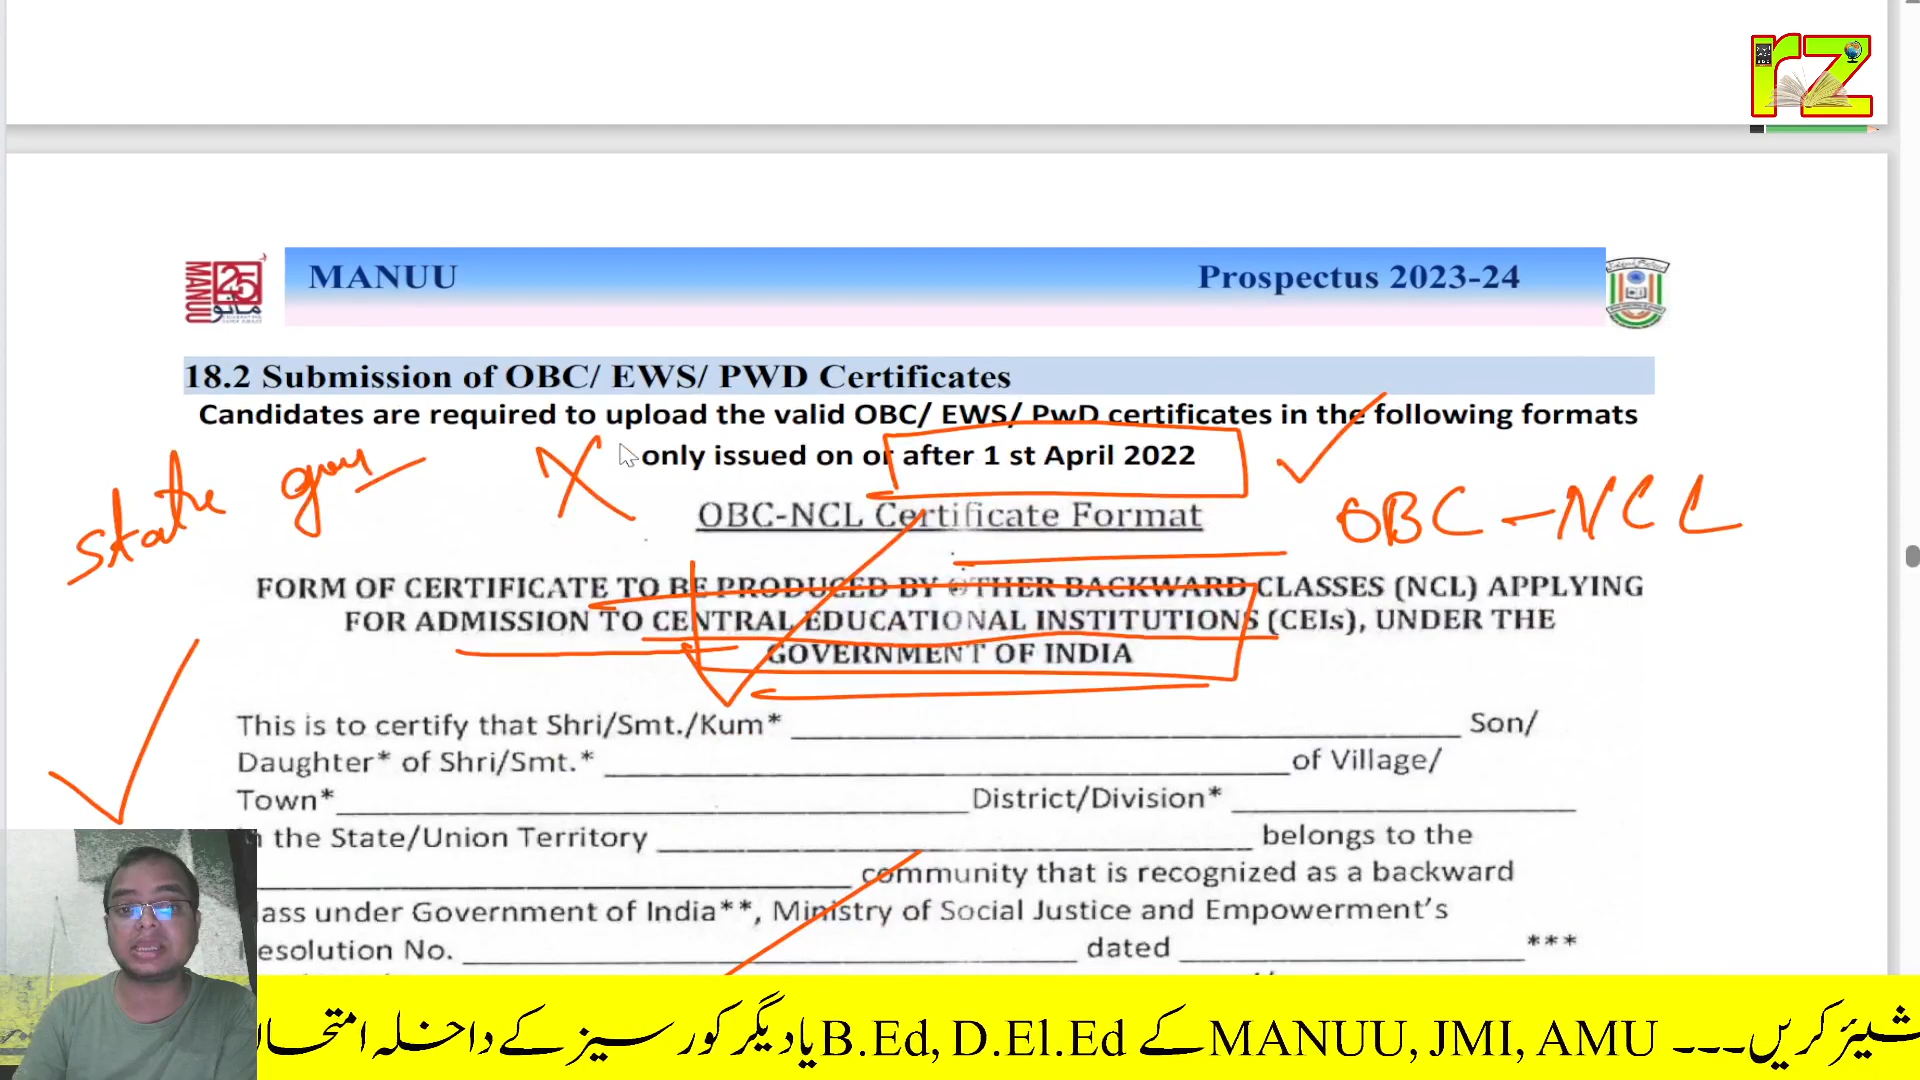 rz
MANUU
25
مانو
MANUU Prospectus 2023-24
18.2 Submission of OBC/ EWS/ PWD Certificates
Candidates are required to upload the valid OBC/ EWS/ PwD certificates in the following formats
only issued on or after 1 st April 2022
state gov X
OBC-NCL
OBC-NCL Certificate Format
FORM OF CERTIFICATE TO BE PRODUCED BY OTHER BACKWARD CLASSES (NCL) APPLYING
FOR ADMISSION TO CENTRAL EDUCATIONAL INSTITUTIONS (CEIs), UNDER THE
GOVERNMENT OF INDIA
This is to certify that Shri/Smt./Kum* Son/
Daughter* of Shri/Smt.* of Village/
Town* District/Division*
the State/Union Territory belongs to the
community that is recognized as a backward
ass under Government of India**, Ministry of Social Justice and Empowerment's
esolution No. dated ***
شیئر کریں۔۔۔ MANUU, JMI, AMU کے B.Ed, D.El.Ed یا دیگر کورسیز کے داخلہ امتحا